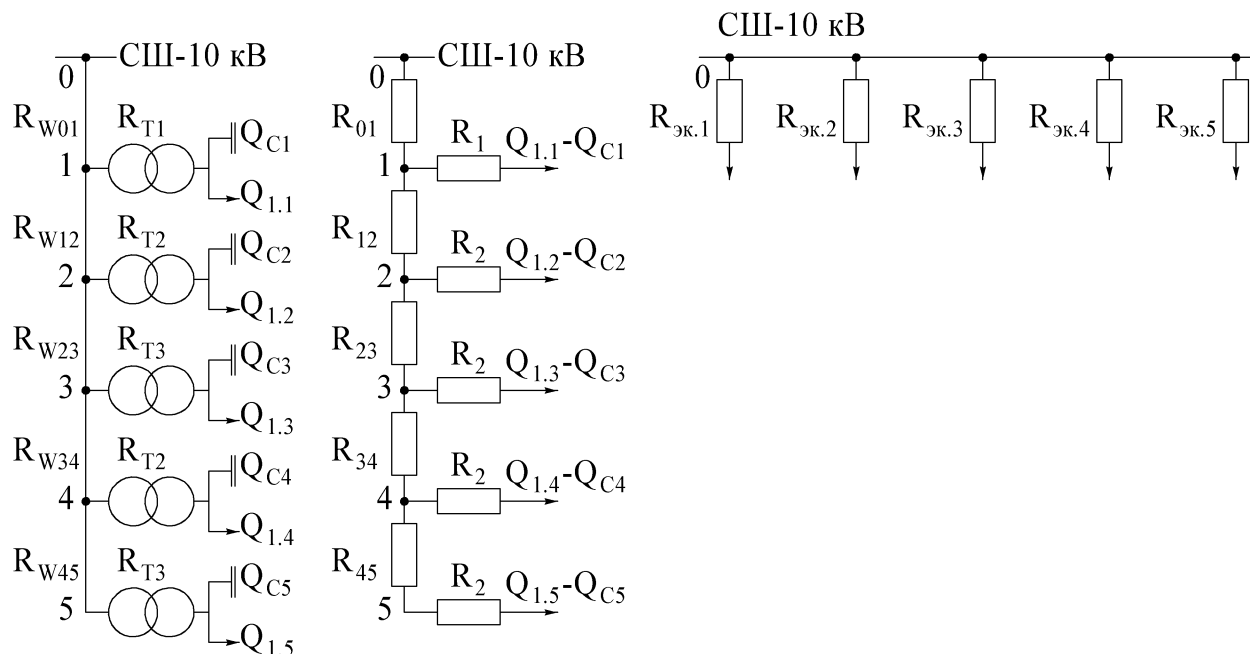 СШ-10 кВ
0
R_W01
R_T1
Q_C1
1
Q_1.1
R_W12
R_T2
Q_C2
2
Q_1.2
R_W23
R_T3
Q_C3
3
Q_1.3
R_W34
R_T2
Q_C4
4
Q_1.4
R_W45
R_T3
Q_C5
5
Q_1.5
СШ-10 кВ
0
R_01
R_1
Q_1.1-Q_C1
1
R_12
R_2
Q_1.2-Q_C2
2
R_23
R_2
Q_1.3-Q_C3
3
R_34
R_2
Q_1.4-Q_C4
4
R_45
R_2
Q_1.5-Q_C5
5
СШ-10 кВ
0
R_эк.1 R_эк.2 R_эк.3 R_эк.4 R_эк.5